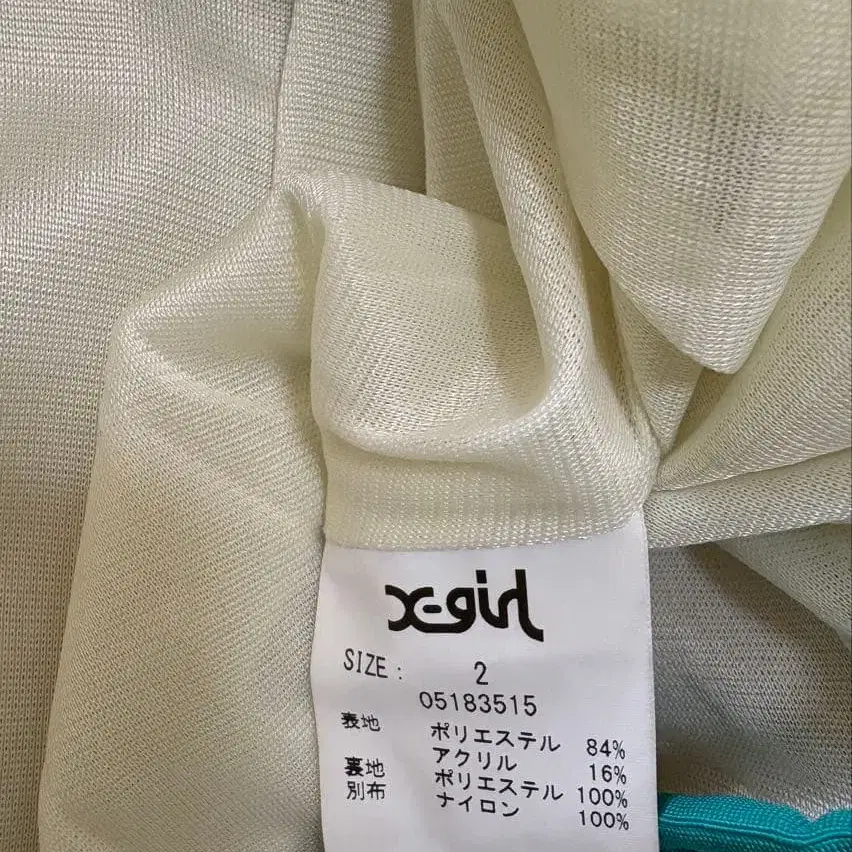 X-girl
SIZE : 2
05183515
表地 ポリエステル 84%
アクリル 16%
裏地 ポリエステル 100%
別布 ナイロン 100%